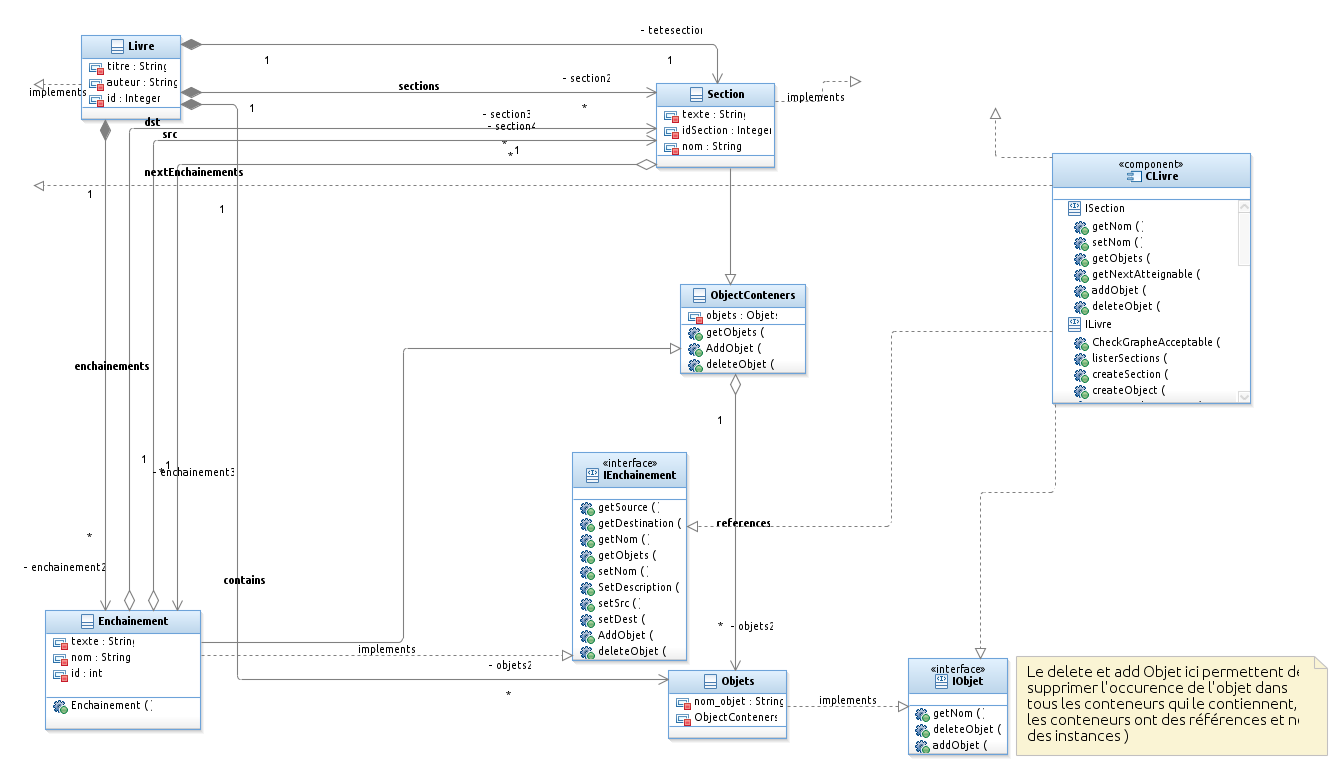 - tetesection
Livre
titre : String
auteur : String
id : Integer
implements
1
1
sections
- section2
*
1
Section
texte : String
idSection : Integer
nom : String
implements
dst
src
- section3
- section4
*
*
1
nextEnchainements
1
1
«component»
CLivre
ISection
getNom ()
setNom ()
getObjets (
getNextAtteignable (
addObjet (
deleteObjet (
ILivre
CheckGrapheAcceptable (
listerSections (
createSection (
createObject (
ObjectConteners
objets : Objets
getObjets (
AddObjet (
deleteObjet (
1
enchainements
1
1
- enchainement3
*
*
- enchainement2
contains
«interface»
IEnchainement
getSource ()
getDestination (
getNom ()
getObjets (
setNom ()
SetDescription (
setSrc ()
setDest (
AddObjet (
deleteObjet (
references
* - objets2
Enchainement
texte : String
nom : String
id : int
Enchainement ()
implements
- objets2
*
Objets
nom_objet : String
ObjectConteners
implements
«interface»
IObjet
getNom ()
deleteObjet (
addObjet (
Le delete et add Objet ici permettent de
supprimer l'occurence de l'objet dans
tous les conteneurs qui le contiennent,
les conteneurs ont des références et n
des instances )